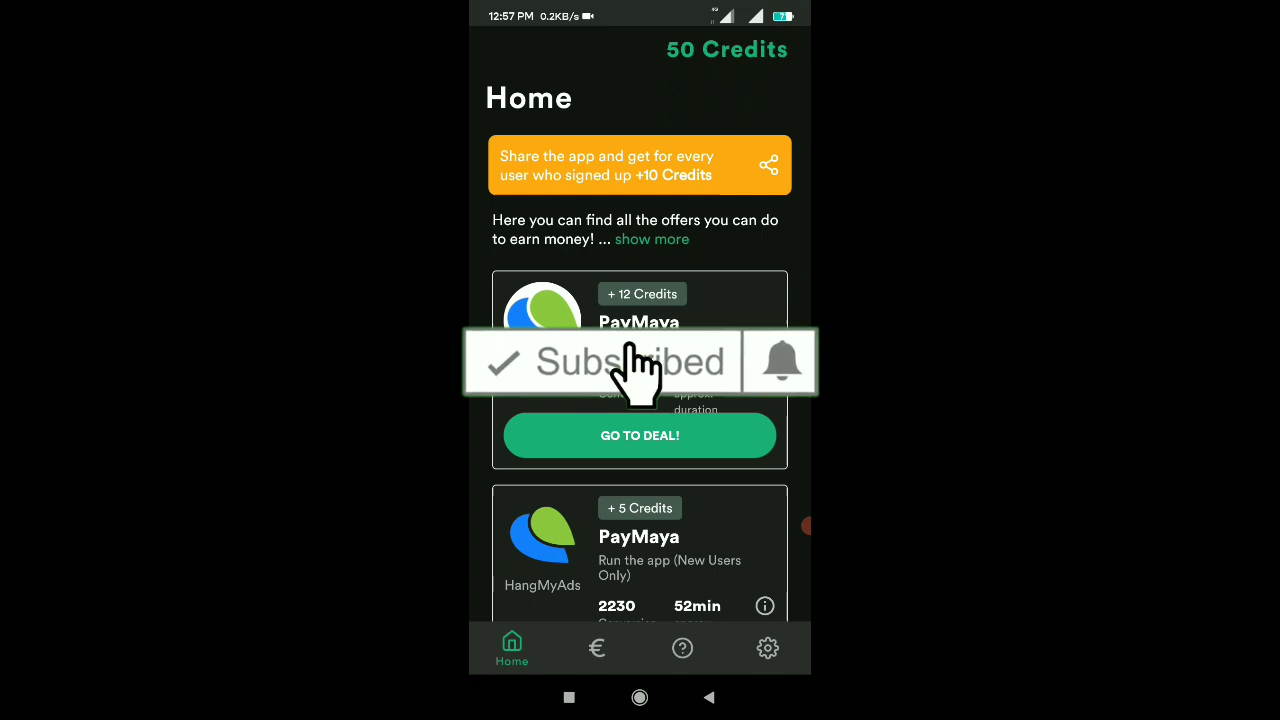 12:57 PM 0.2KB/s 4G 7
50 Credits
Home
Share the app and get for every
user who signed up +10 Credits
Here you can find all the offers you can do
to earn money! ... show more
+ 12 Credits
PayMaya
Subscribed
approx.
duration
GO TO DEAL!
+ 5 Credits
PayMaya
Run the app (New Users
Only)
HangMyAds
2230 52min
€
Home